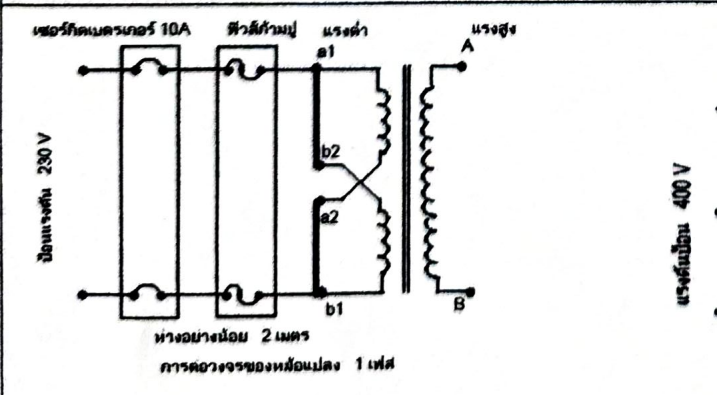 เซอร์กิตเบรคเกอร์ 10A ฟิวส์ก้ามปู แรงต่ำ แรงสูง
a1 A
ป้อนแรงดัน 230 V
b2
a2
แรงดันป้อน 400 V
b1 B
ห่างอย่างน้อย 2 เมตร
การต่อวงจรของหม้อแปลง 1 เฟส